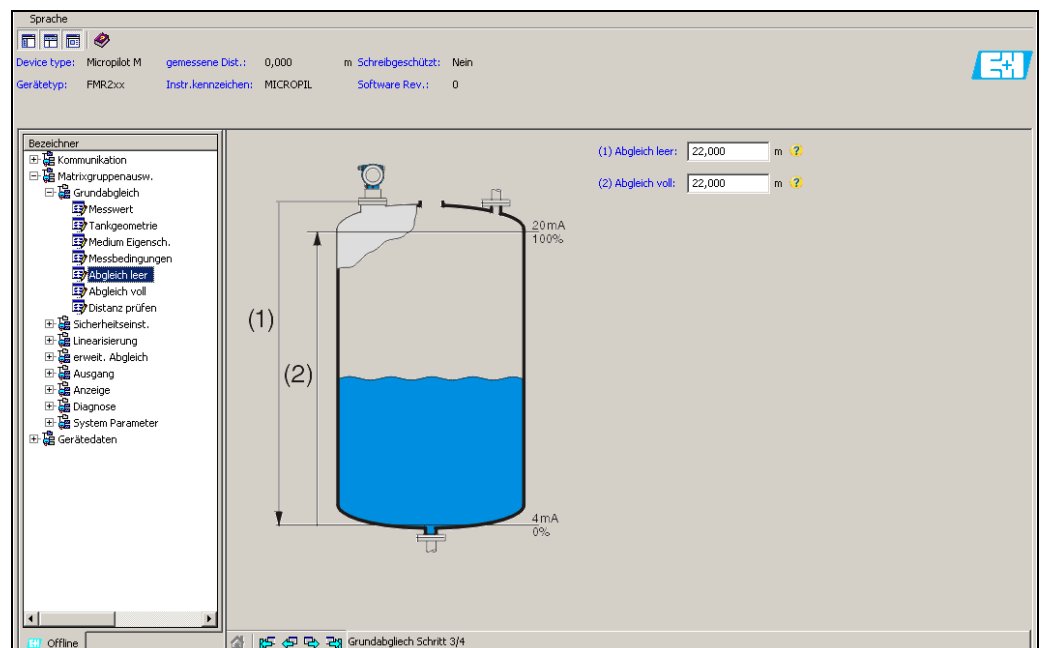 Sprache
Device type: Micropilot M gemessene Dist.: 0,000 m Schreibgeschützt: Nein
Gerätetyp: FMR2xx Instr.kennzeichen: MICROPIL Software Rev.: 0
E+H
Bezeichner
Kommunikation
Matrixgruppenausw.
Grundabgleich
Messwert
Tankgeometrie
Medium Eigensch.
Messbedingungen
Abgleich leer
Abgleich voll
Distanz prüfen
Sicherheitseinst.
Linearisierung
erweit. Abgleich
Ausgang
Anzeige
Diagnose
System Parameter
Gerätedaten
(1) Abgleich leer: 22,000 m ?
(2) Abgleich voll: 22,000 m ?
20mA
100%
(1)
(2)
4mA
0%
Offline
Grundabgliech Schritt 3/4